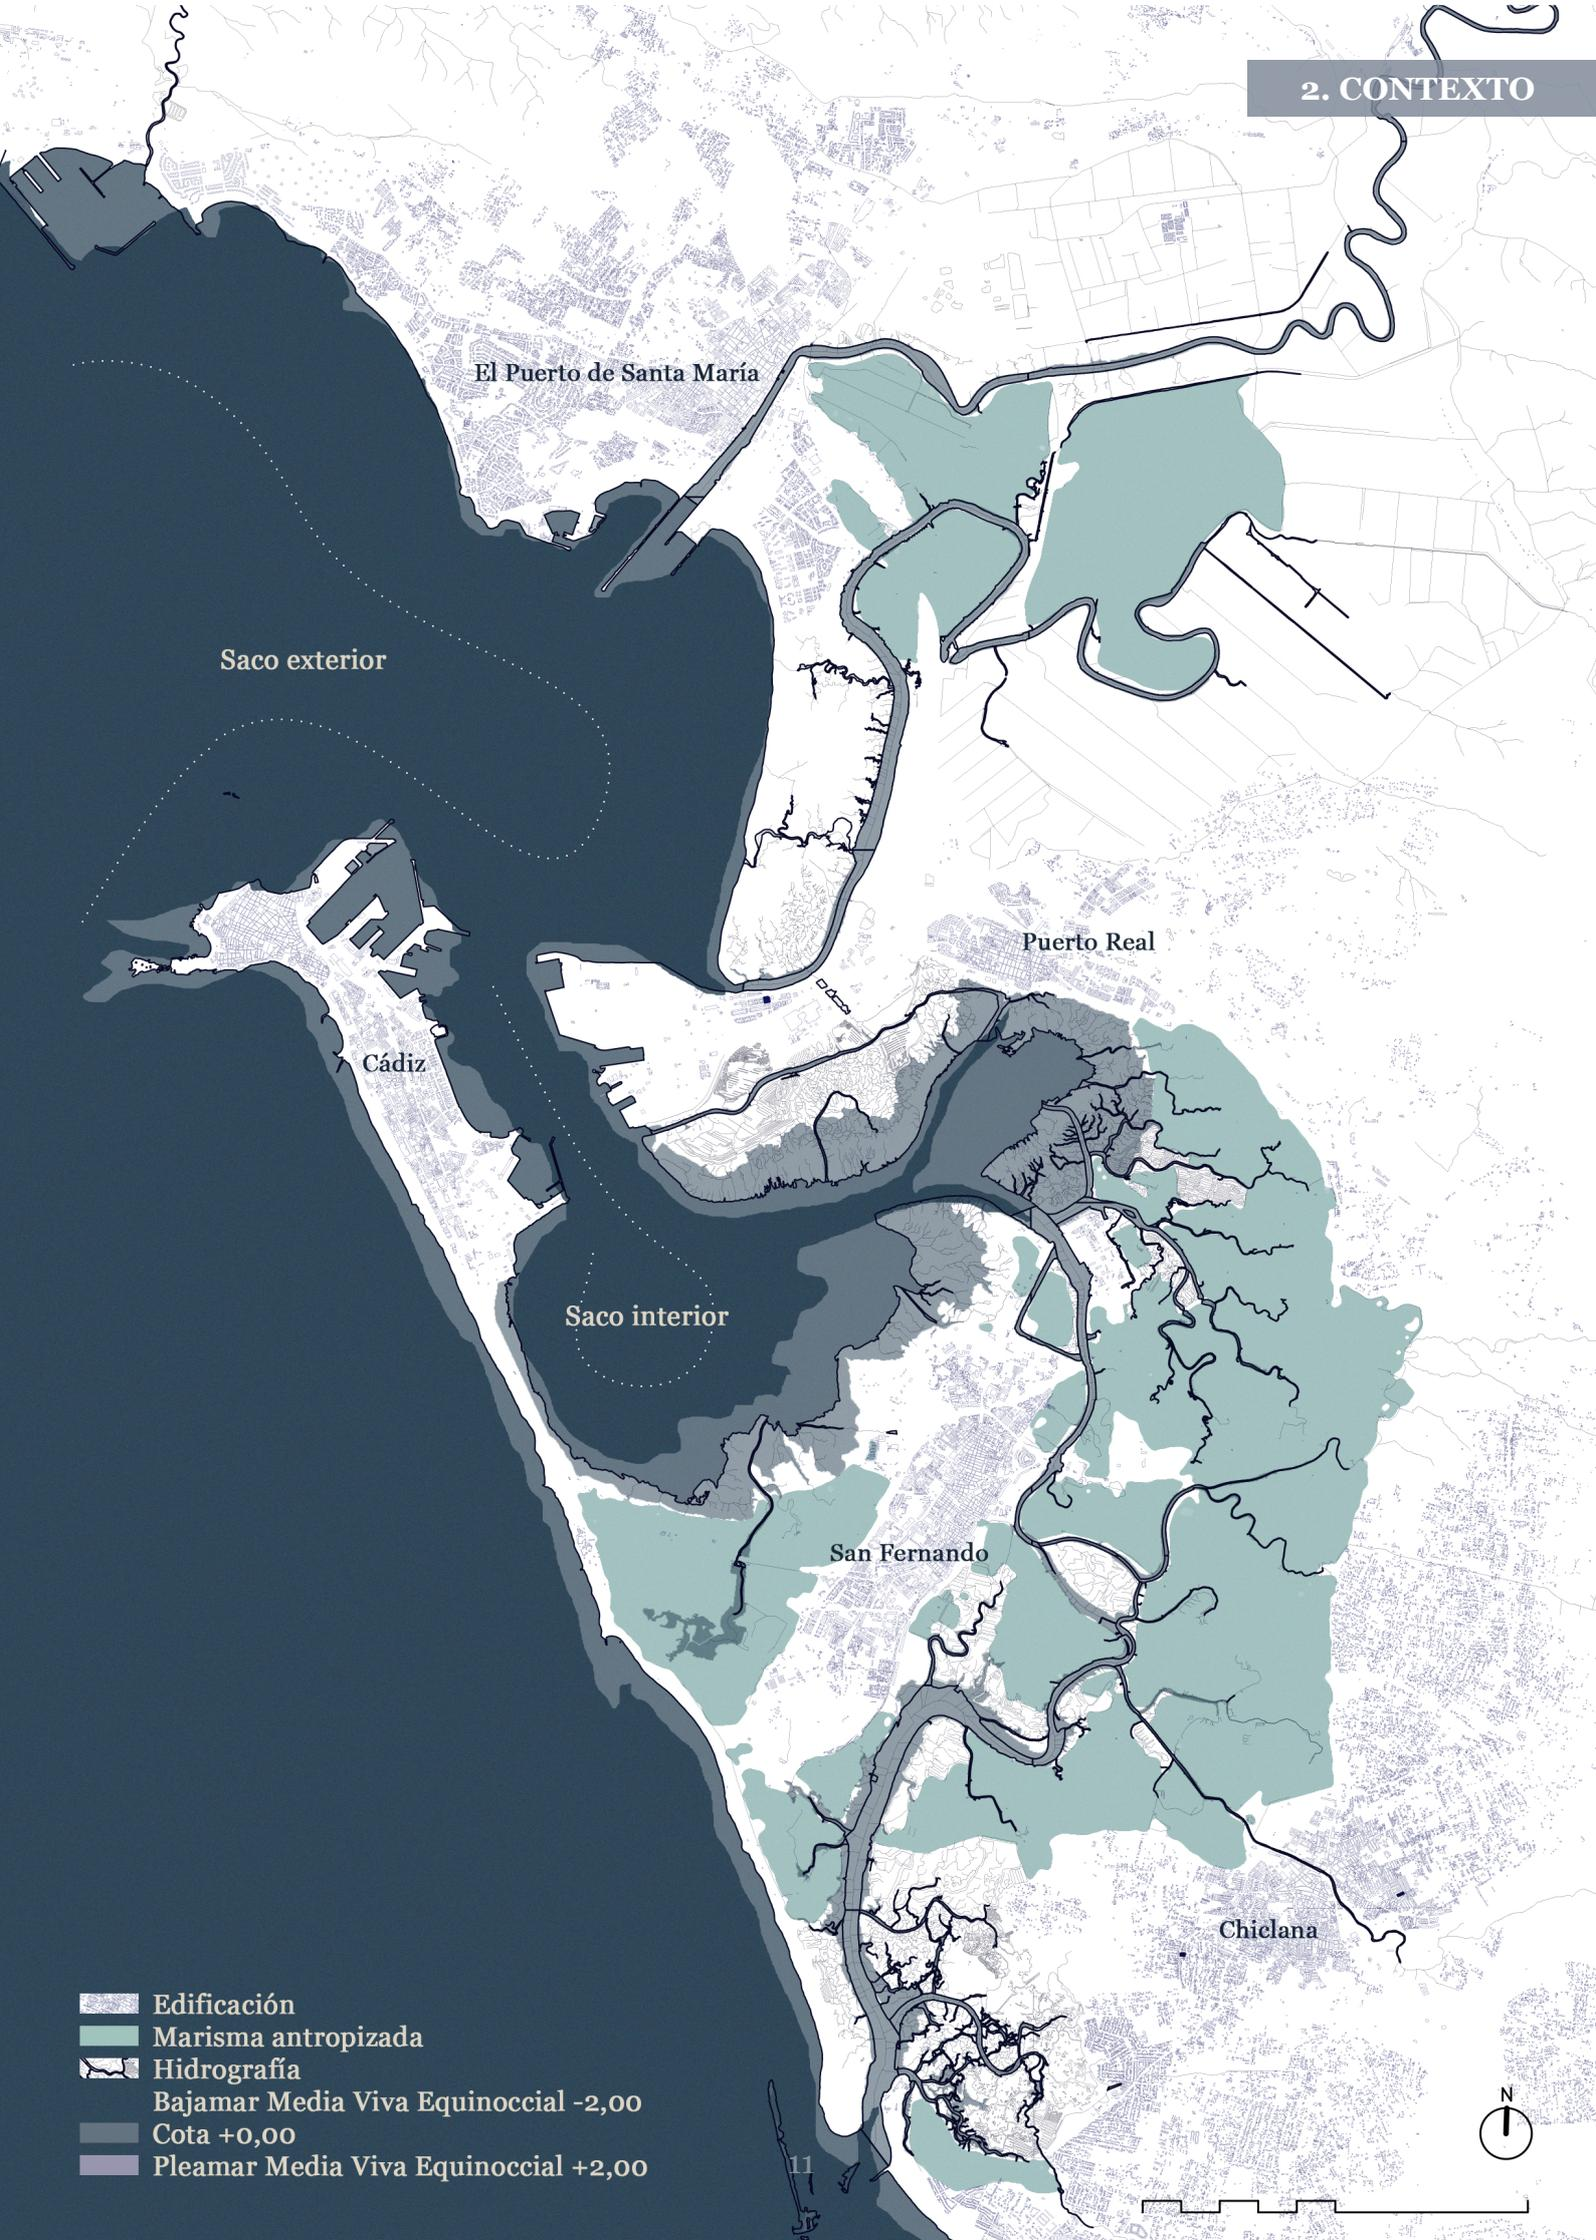 2. CONTEXTO
El Puerto de Santa María
Saco exterior
Puerto Real
Cádiz
Saco interior
San Fernando
Chiclana
Edificación
Marisma antropizada
Hidrografía
Bajamar Media Viva Equinoccial -2,00
Cota +0,00
Pleamar Media Viva Equinoccial +2,00
N
11